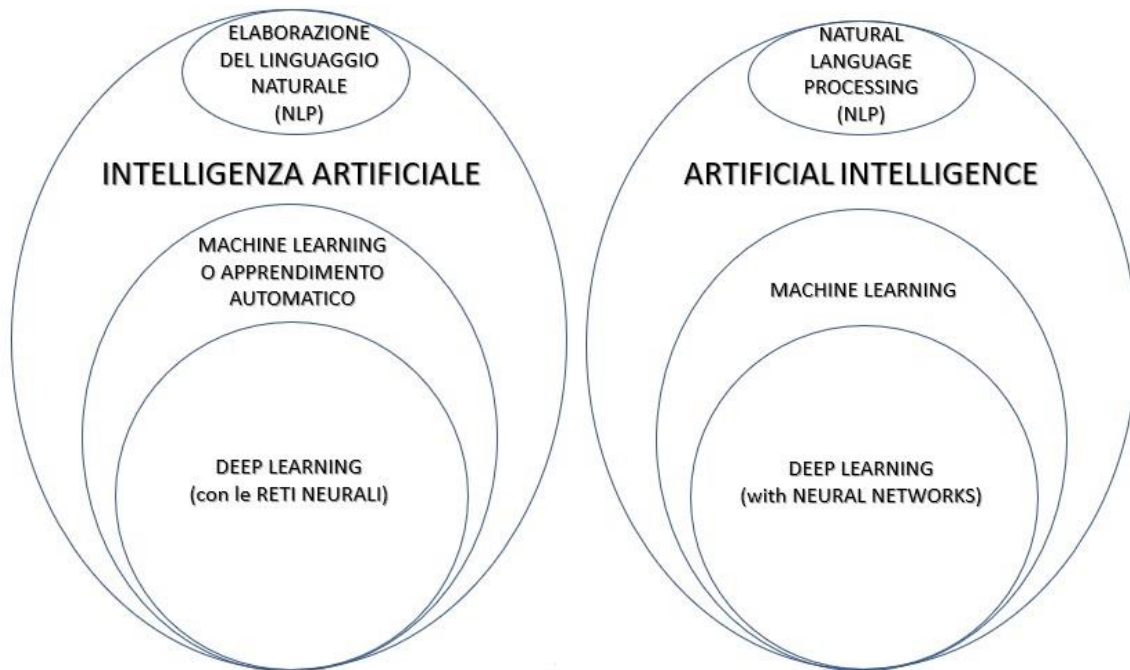 ELABORAZIONE
DEL LINGUAGGIO
NATURALE
(NLP)
INTELLIGENZA ARTIFICIALE
MACHINE LEARNING
O APPRENDIMENTO
AUTOMATICO
DEEP LEARNING
(con le RETI NEURALI)
NATURAL
LANGUAGE
PROCESSING
(NLP)
ARTIFICIAL INTELLIGENCE
MACHINE LEARNING
DEEP LEARNING
(with NEURAL NETWORKS)